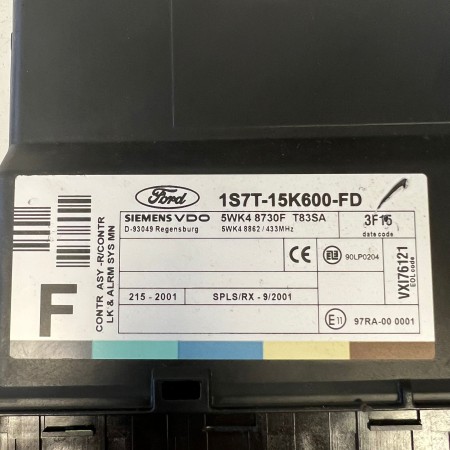 Ford
1S7T-15K600-FD
SIEMENS VDO
D-93049 Regensburg
5WK4 8730F T83SA
5WK4 8862 / 433MHz
3F15
date code
CE
90LP0204
VXI76121
EOL code
215 - 2001
SPLS/RX - 9/2001
E11
97RA-00 0001
F
CONTR ASY -R/CONTR
LK & ALRM SYS MN